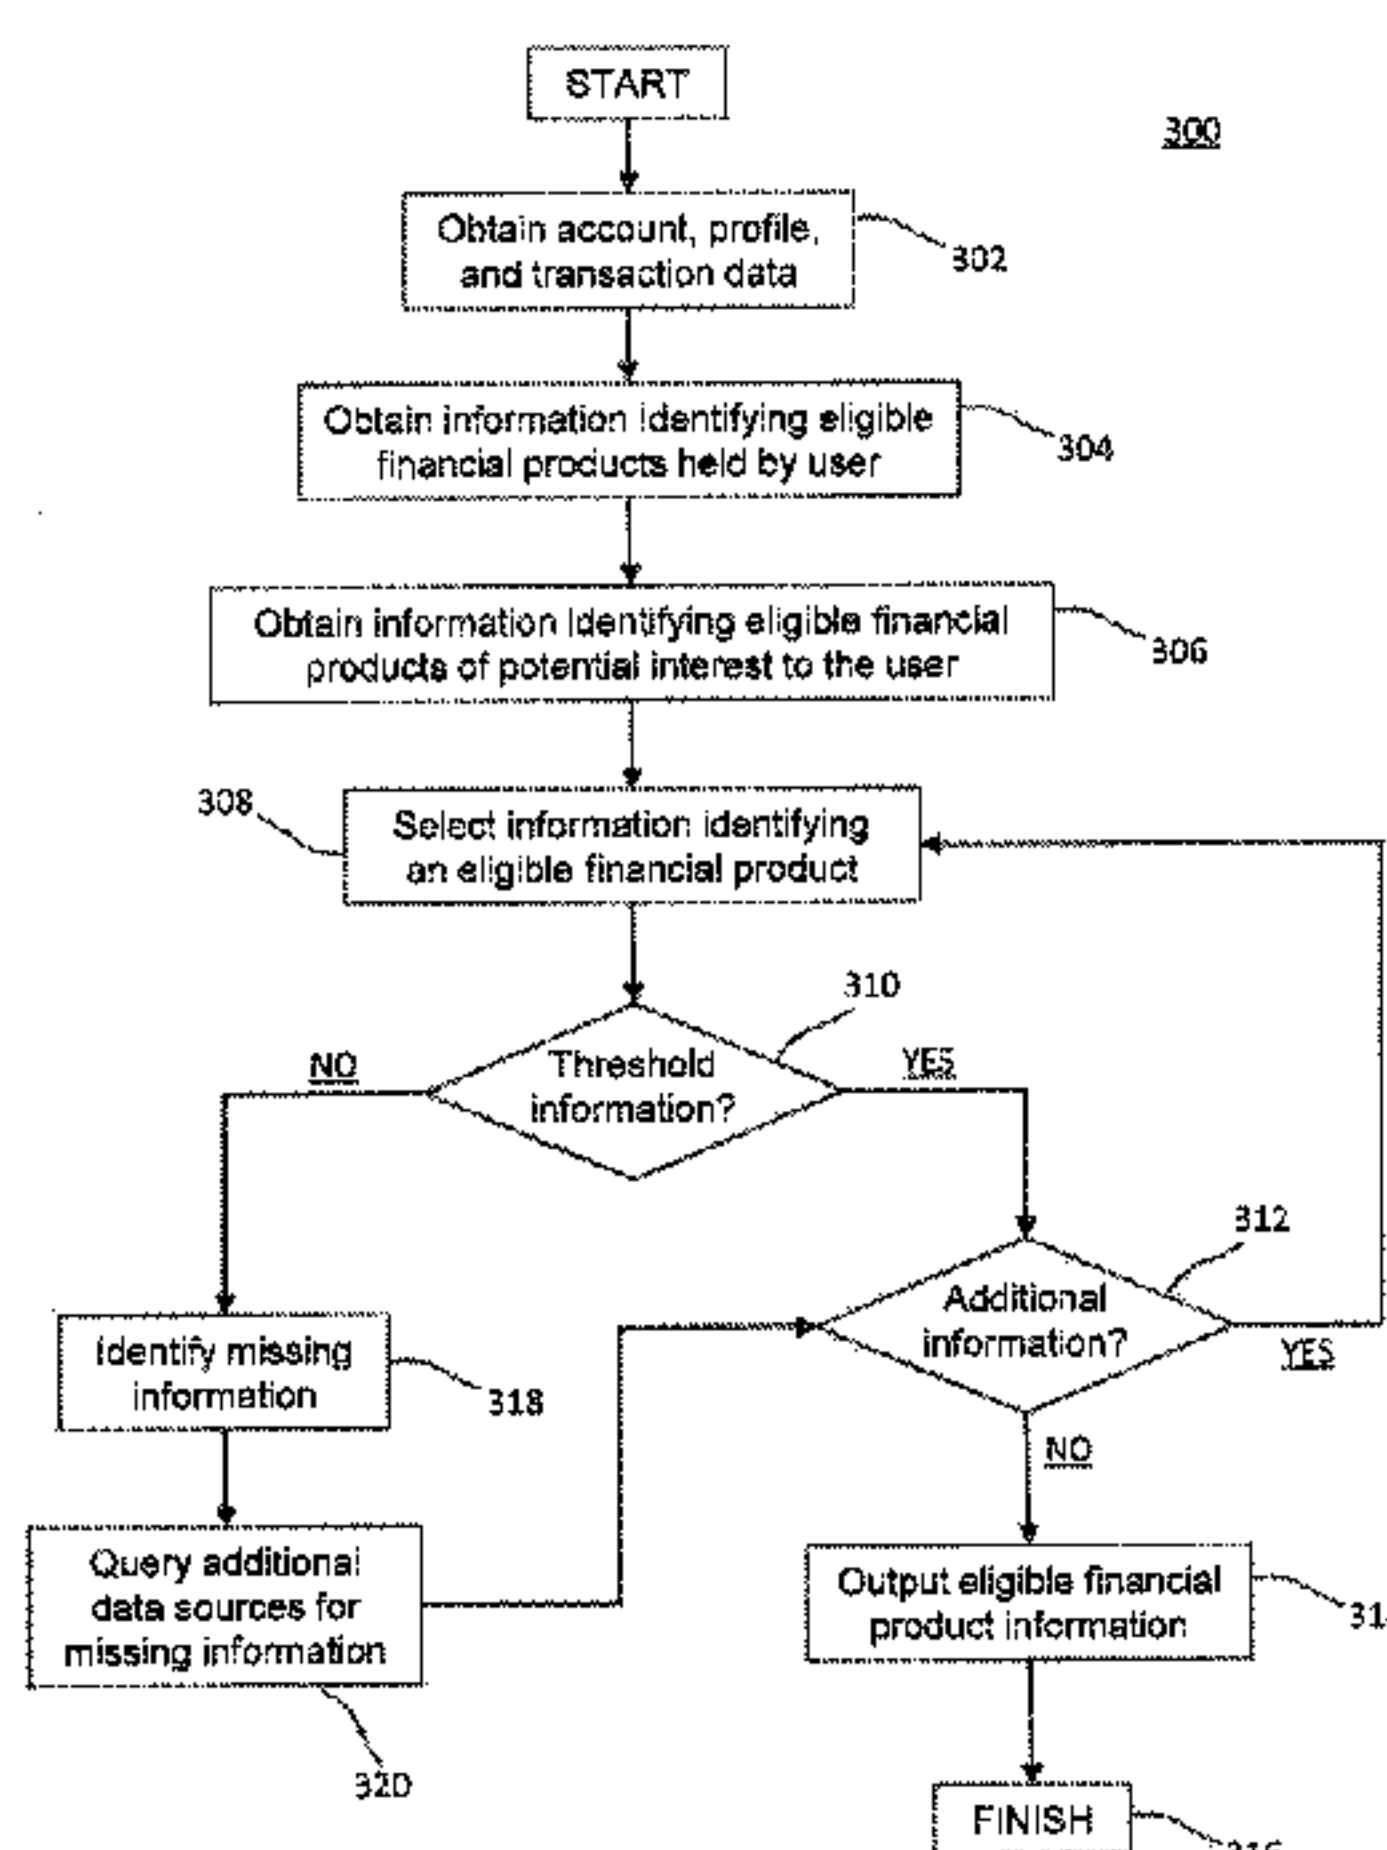 START
300
Obtain account, profile,
and transaction data
302
Obtain information identifying eligible
financial products held by user
304
Obtain information identifying eligible financial
products of potential interest to the user
306
308
Select information identifying
an eligible financial product
310
Threshold
information?
NO
YES
312
Additional
information?
YES
NO
Identify missing
information
318
Query additional
data sources for
missing information
320
Output eligible financial
product information
FINISH